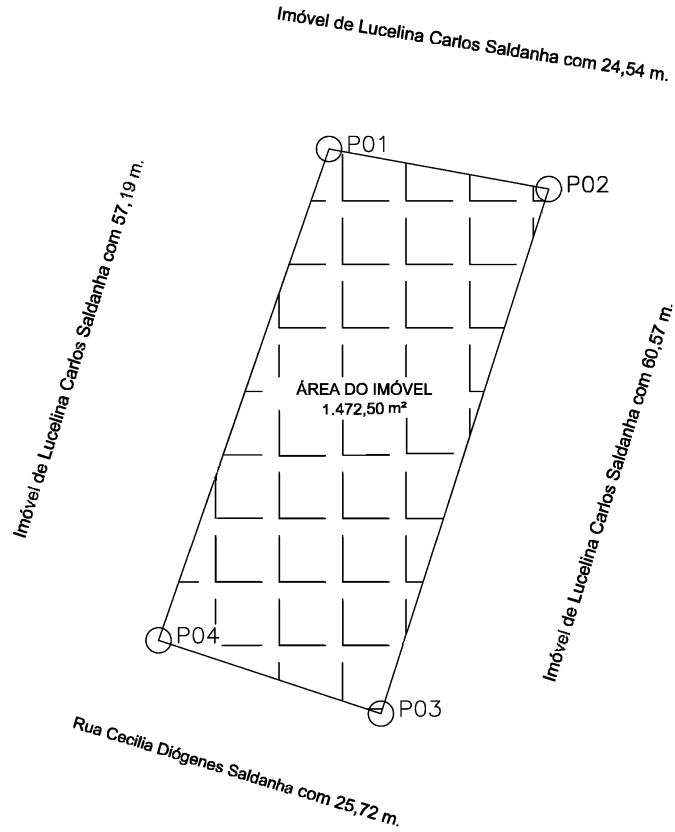 Imóvel de Lucelina Carlos Saldanha com 24,54 m.
P01
P02
Imóvel de Lucelina Carlos Saldanha com 57,19 m.
ÁREA DO IMÓVEL
1.472,50 m²
Imóvel de Lucelina Carlos Saldanha com 60,57 m.
P04
P03
Rua Cecilia Diógenes Saldanha com 25,72 m.